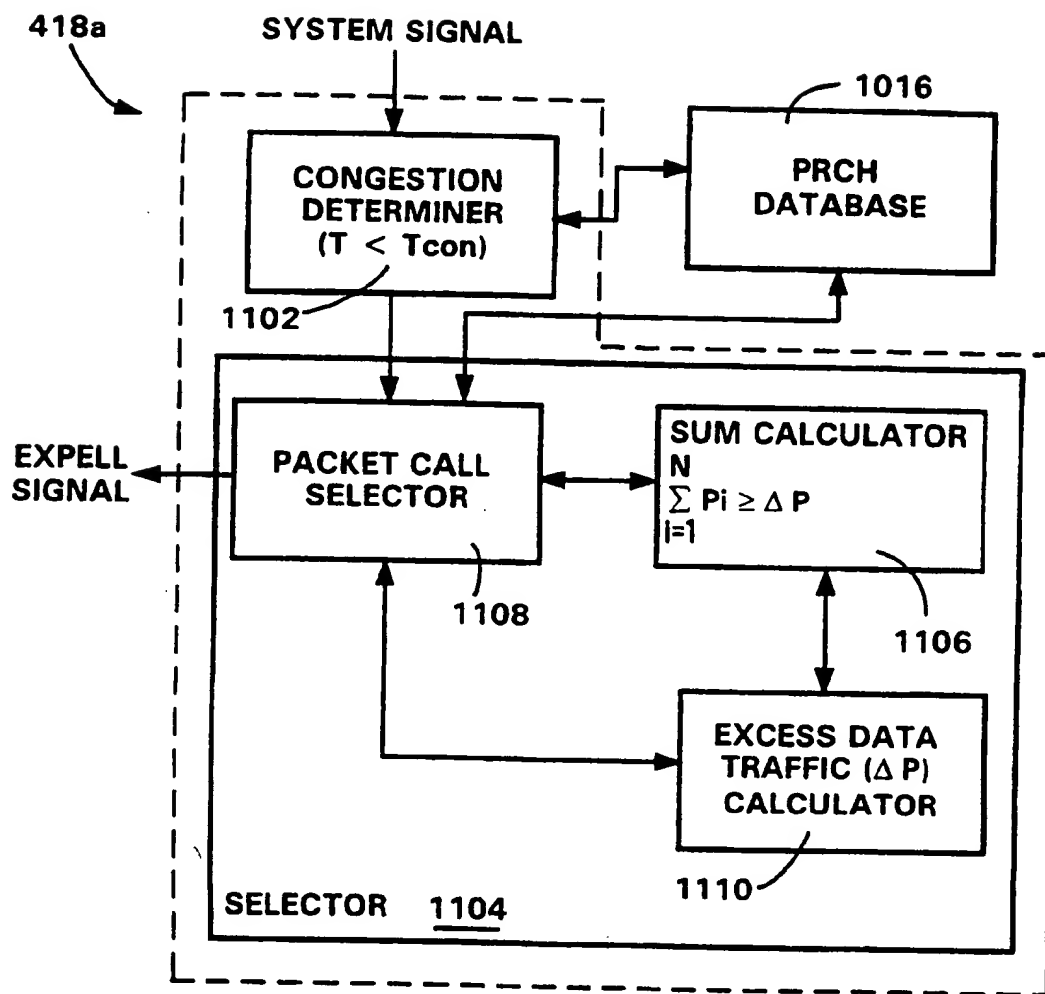 418a
SYSTEM SIGNAL
1016
CONGESTION
DETERMINER
(T < Tcon)
PRCH
DATABASE
1102
EXPELL
SIGNAL
PACKET CALL
SELECTOR
SUM CALCULATOR
N
Σ Pi ≥ Δ P
i=1
1108
1106
EXCESS DATA
TRAFFIC (Δ P)
CALCULATOR
1110
SELECTOR 1104